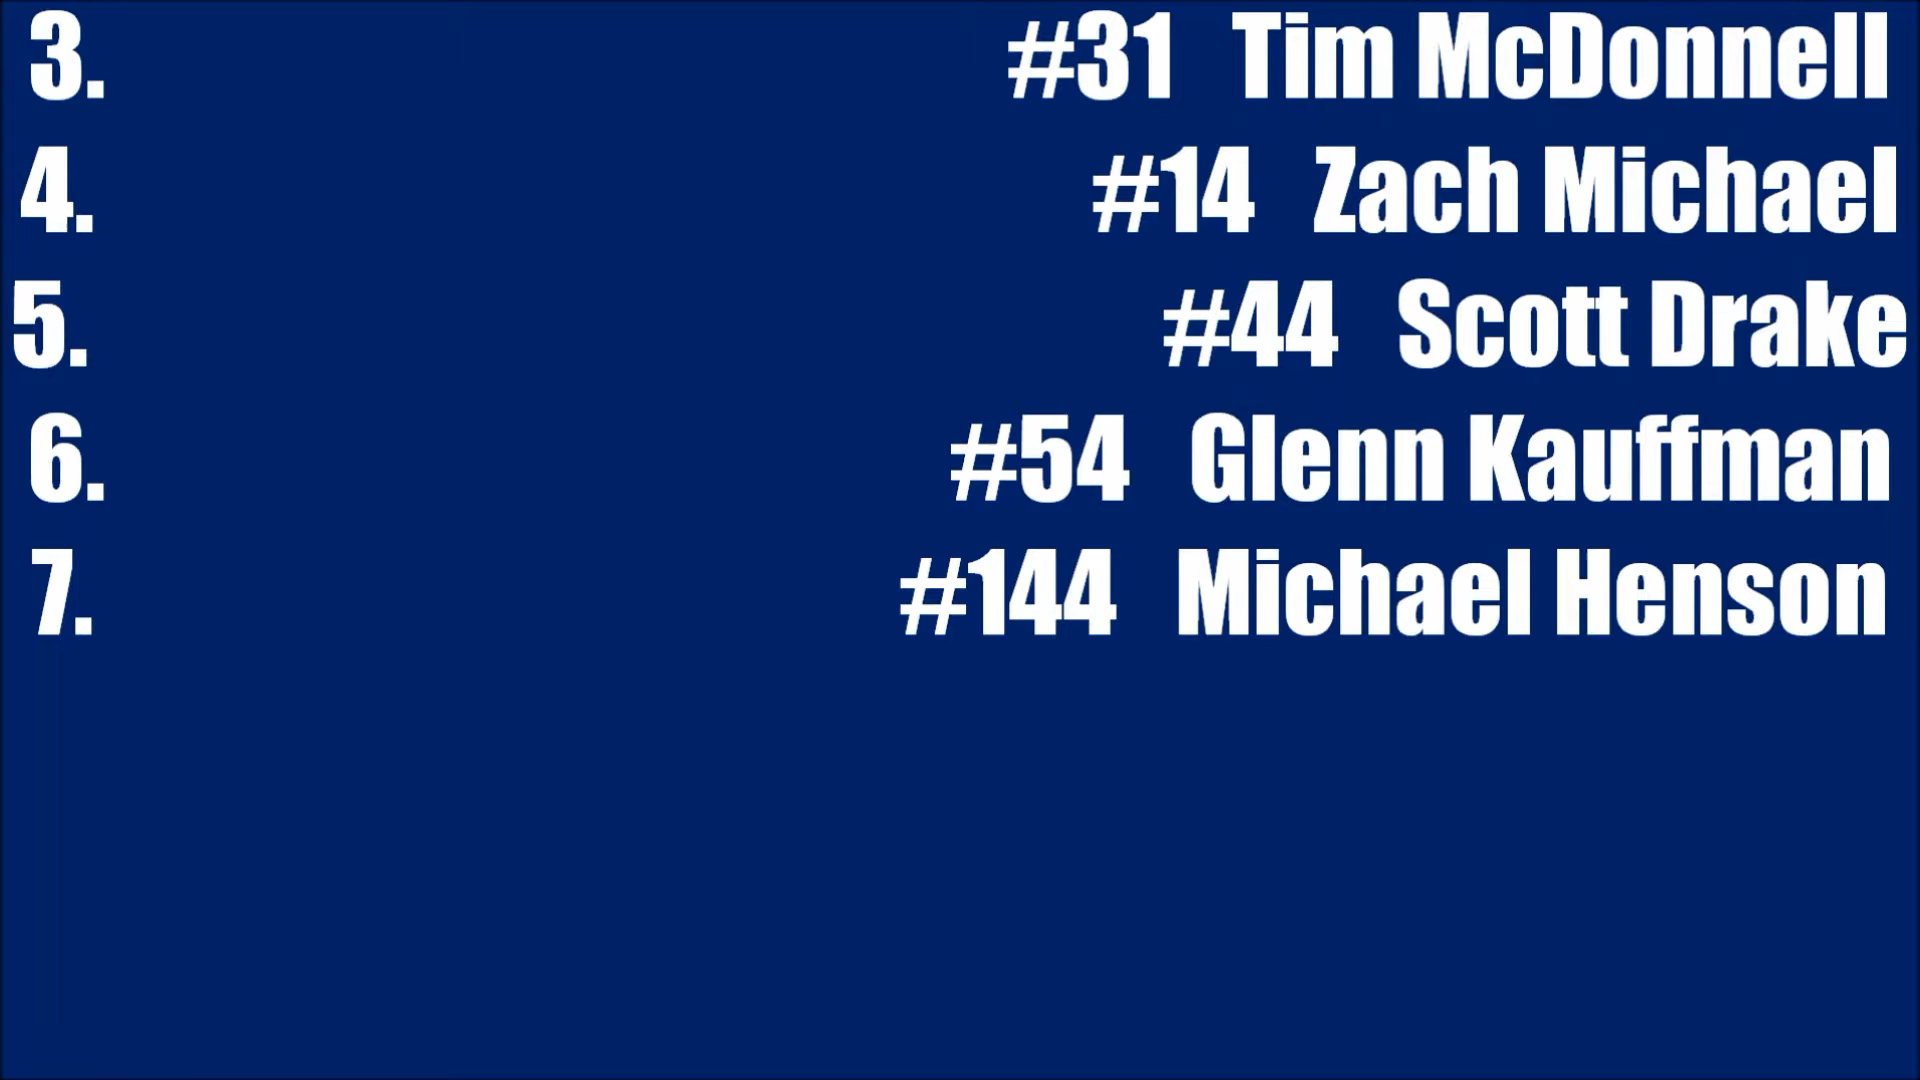 3. #31 Tim McDonnell
4. #14 Zach Michael
5. #44 Scott Drake
6. #54 Glenn Kauffman
7. #144 Michael Henson